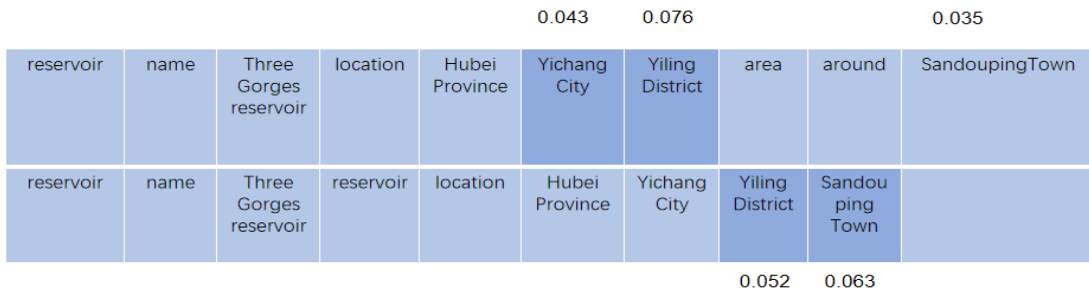 0.043 0.076 0.035
reservoir name Three location Hubei Yichang Yiling area around SandoupingTown
Gorges Province City District
reservoir
reservoir name Three reservoir location Hubei Yichang Yiling Sandou
Gorges Province City District ping
reservoir Town
0.052 0.063